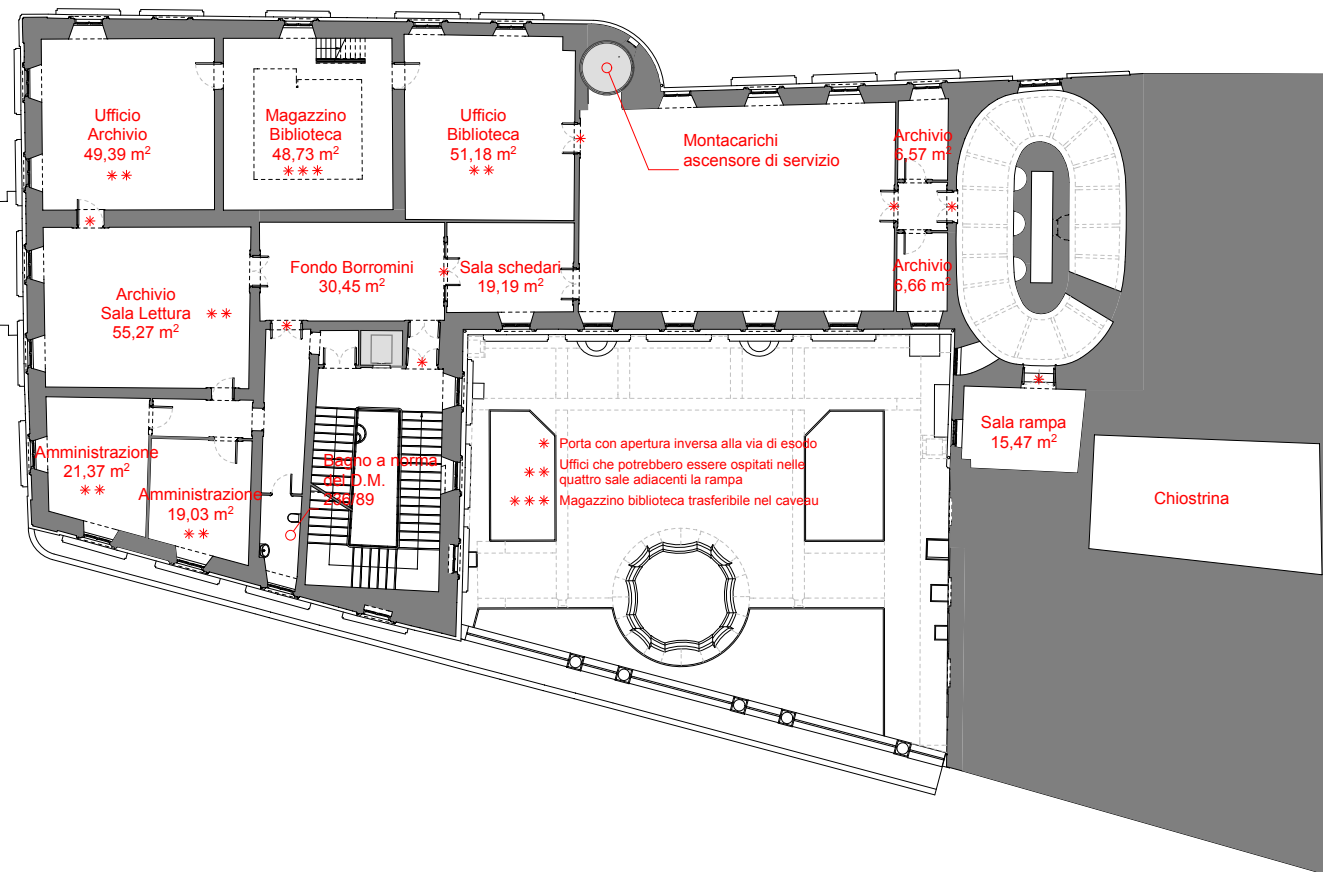 Ufficio
Archivio
49,39 m²
**
Magazzino
Biblioteca
48,73 m²
***
Ufficio
Biblioteca
51,18 m²
**
*
Montacarichi
ascensore di servizio
Archivio
6,57 m²
*
*
*
Archivio
Sala Lettura **
55,27 m²
Fondo Borromini
30,45 m²
*
Sala schedari
19,19 m²
Archivio
6,66 m²
*
*
*
Sala rampa
15,47 m²
Amministrazione
21,37 m²
**
Amministrazione
19,03 m²
**
Bagno a norma
del D.M.
236/89
* Porta con apertura inversa alla via di esodo
** Uffici che potrebbero essere ospitati nelle
quattro sale adiacenti la rampa
*** Magazzino biblioteca trasferibile nel caveau
Chiostrina